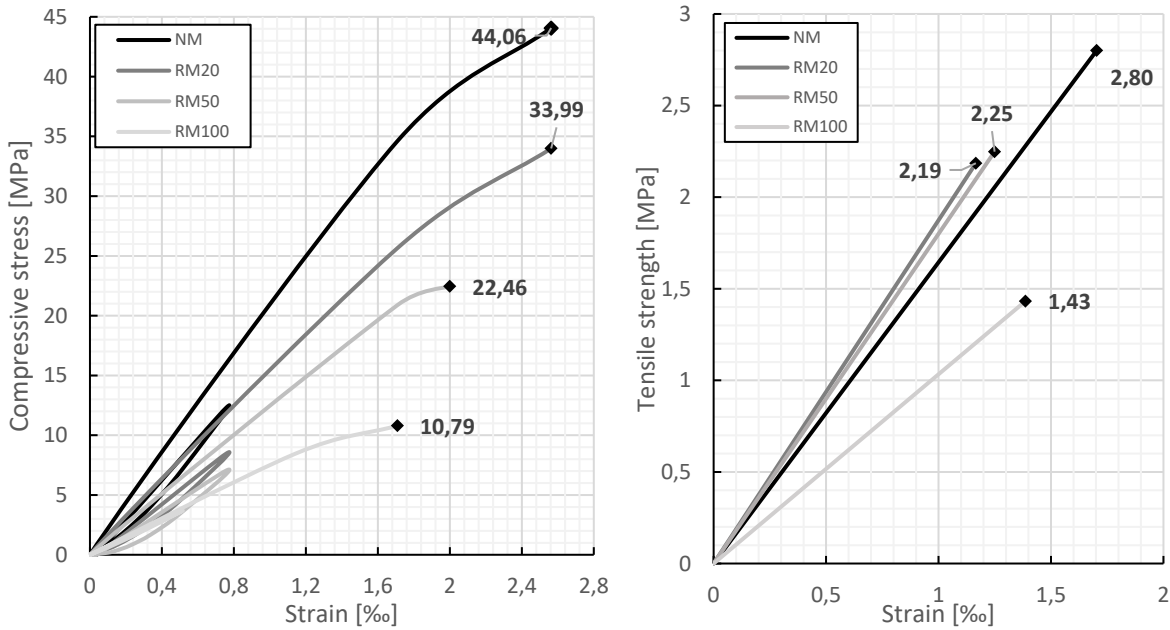 45
40
35
30
25
20
15
10
5
0
Compressive stress [MPa]
NM
RM20
RM50
RM100
44,06
33,99
22,46
10,79
0 0,4 0,8 1,2 1,6 2 2,4 2,8
Strain [‰]
3
2,5
2
1,5
1
0,5
0
Tensile strength [MPa]
NM
RM20
RM50
RM100
2,80
2,25
2,19
1,43
0 0,5 1 1,5 2
Strain [‰]